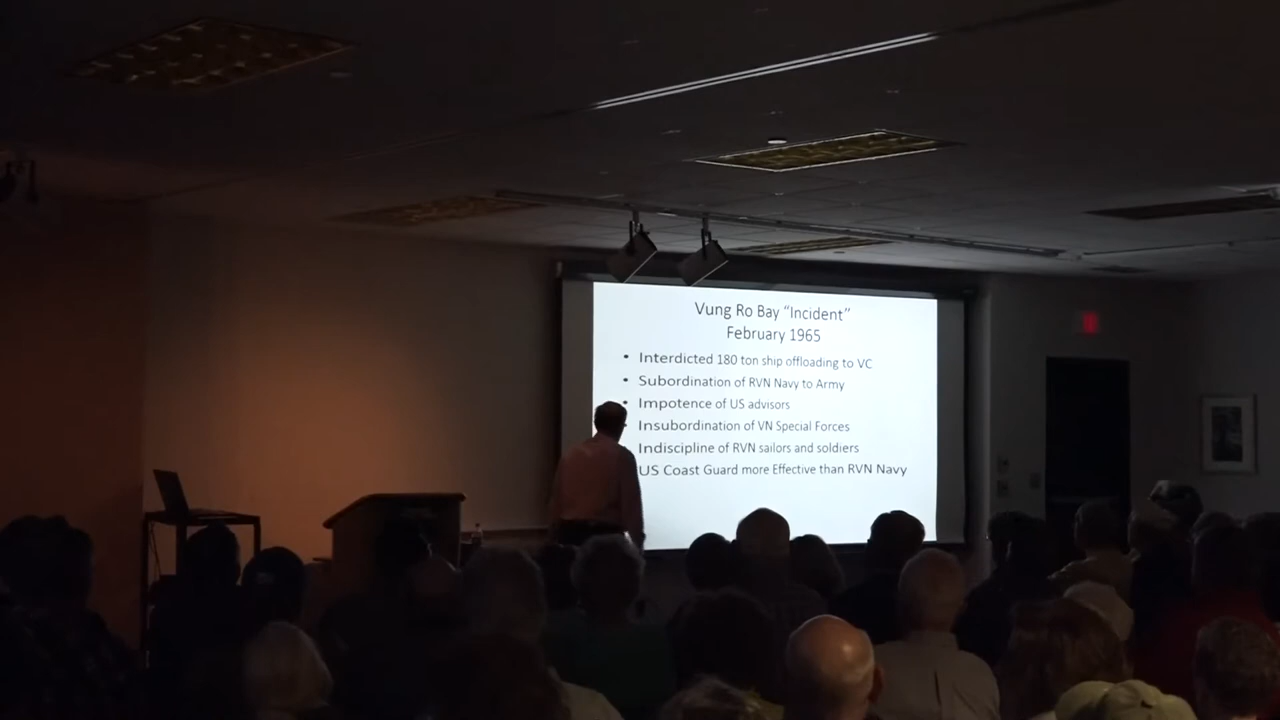 Vung Ro Bay “Incident”
February 1965
• Interdicted 180 ton ship offloading to VC
• Subordination of RVN Navy to Army
• Impotence of US advisors
Insubordination of VN Special Forces
Indiscipline of RVN sailors and soldiers
US Coast Guard more Effective than RVN Navy